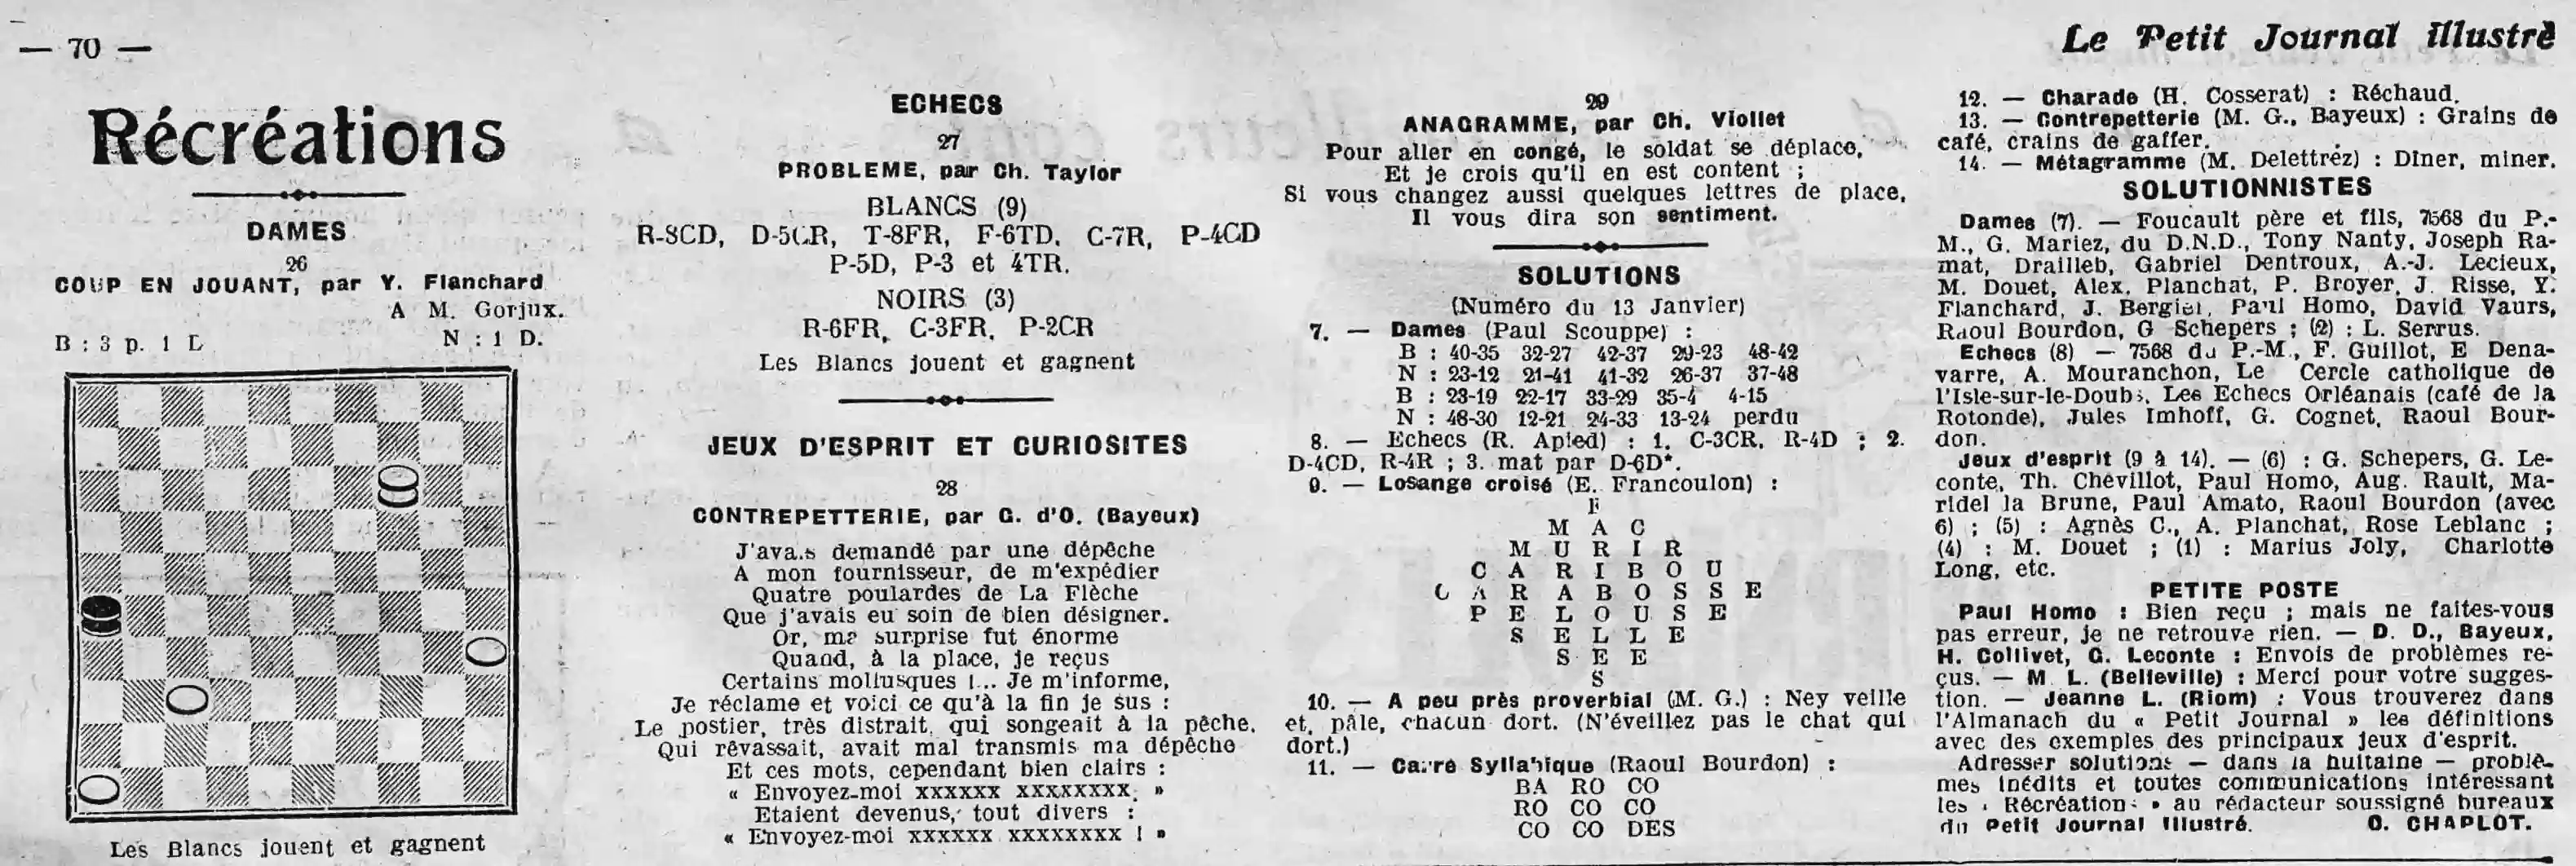 — 70 —
Le Petit Journal illustré
Récréations
DAMES
26
COUP EN JOUANT, par Y. Flanchard
A M. Gorjux.
B : 3 p. 1 L
N : 1 D.
Les Blancs jouent et gagnent
ECHECS
27
PROBLEME, par Ch. Taylor
BLANCS (9)
R-8CD, D-5CR, T-8FR, F-6TD, C-7R, P-4CD
P-5D, P-3 et 4TR.
NOIRS (3)
R-6FR, C-3FR, P-2CR
Les Blancs jouent et gagnent
JEUX D'ESPRIT ET CURIOSITES
28
CONTREPETTERIE, par G. d'O. (Bayeux)
J'avais demandé par une dépêche
A mon fournisseur, de m'expédier
Quatre poulardes de La Flèche
Que j'avais eu soin de bien désigner.
Or, ma surprise fut énorme
Quand, à la place, je reçus
Certains mollusques !... Je m'informe,
Je réclame et voici ce qu'à la fin je sus :
Le postier, très distrait, qui songeait à la pêche,
Qui rêvassait, avait mal transmis ma dépêche
Et ces mots, cependant bien clairs :
« Envoyez-moi xxxxxx xxxxxxxx. »
Etaient devenus, tout divers :
« Envoyez-moi xxxxxx xxxxxxxx ! »
29
ANAGRAMME, par Ch. Viollet
Pour aller en congé, le soldat se déplace,
Et je crois qu'il en est content ;
Si vous changez aussi quelques lettres de place,
Il vous dira son sentiment.
SOLUTIONS
(Numéro du 13 Janvier)
7. — Dames (Paul Scouppe) :
B : 40-35 32-27 42-37 29-23 48-42
N : 23-12 21-41 41-32 26-37 37-48
B : 23-19 22-17 33-29 35-4 4-15
N : 48-30 12-21 24-33 13-24 perdu
8. — Echecs (R. Apied) : 1. C-3CR, R-4D ; 2.
D-4CD, R-4R ; 3. mat par D-6D*.
9. — Losange croisé (E. Francoulon) :
F
M A C
M U R I R
C A R I B O U
C A R A B O S S E
P E L O U S E
S E L L E
S E E
S
10. — A peu près proverbial (M. G.) : Ney veille
et, pâle, chacun dort. (N'éveillez pas le chat qui
dort.)
11. — Carré Syllabique (Raoul Bourdon) :
BA RO CO
RO CO CO
CO CO DES
12. — Charade (H. Cosserat) : Réchaud.
13. — Contrepetterie (M. G., Bayeux) : Grains de
café, crains de gaffer.
14. — Métagramme (M. Delettrez) : Dîner, miner.
SOLUTIONNISTES
Dames (7). — Foucault père et fils, 7568 du P.-
M., G. Mariez, du D.N.D., Tony Nanty, Joseph Ra-
mat, Drailleb, Gabriel Dentroux, A.-J. Lecieux,
M. Douet, Alex. Planchat, P. Broyer, J. Risse, Y.
Flanchard, J. Bergier, Paul Homo, David Vaurs,
Raoul Bourdon, G Schepers ; (2) : L. Serrus.
Echecs (8) — 7568 du P.-M., F. Guillot, E Dena-
varre, A. Mouranchon, Le Cercle catholique de
l'Isle-sur-le-Doubs, Les Echecs Orléanais (café de la
Rotonde), Jules Imhoff, G. Cognet, Raoul Bour-
don.
Jeux d'esprit (9 à 14). — (6) : G. Schepers, G. Le-
conte, Th. Chevillot, Paul Homo, Aug. Rault, Ma-
ridel la Brune, Paul Amato, Raoul Bourdon (avec
6) ; (5) : Agnès C., A. Planchat, Rose Leblanc ;
(4) : M. Douet ; (1) : Marius Joly, Charlotte
Long, etc.
PETITE POSTE
Paul Homo : Bien reçu ; mais ne faites-vous
pas erreur, je ne retrouve rien. — D. D., Bayeux,
H. Collivet, G. Leconte : Envois de problèmes re-
çus. — M L. (Belleville) : Merci pour votre sugges-
tion. — Jeanne L. (Riom) : Vous trouverez dans
l'Almanach du « Petit Journal » les définitions
avec des exemples des principaux jeux d'esprit.
Adresser solutions — dans la huitaine — problè-
mes inédits et toutes communications intéressant
les « Récréations » au rédacteur soussigné bureaux
du Petit Journal Illustré. O. CHAPLOT.